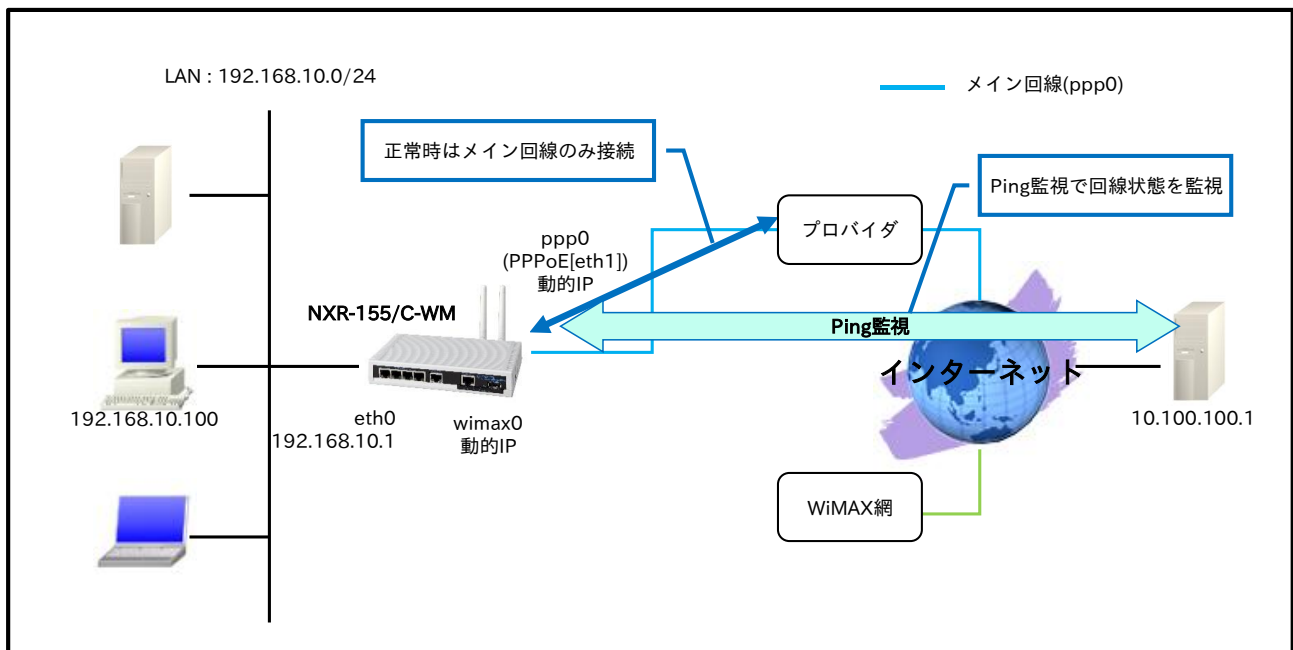 LAN : 192.168.10.0/24
メイン回線(ppp0)
正常時はメイン回線のみ接続
Ping監視で回線状態を監視
プロバイダ
ppp0
(PPPoE[eth1])
動的IP
NXR-155/C-WM
Ping監視
インターネット
192.168.10.100
eth0
192.168.10.1
wimax0
動的IP
10.100.100.1
WiMAX網